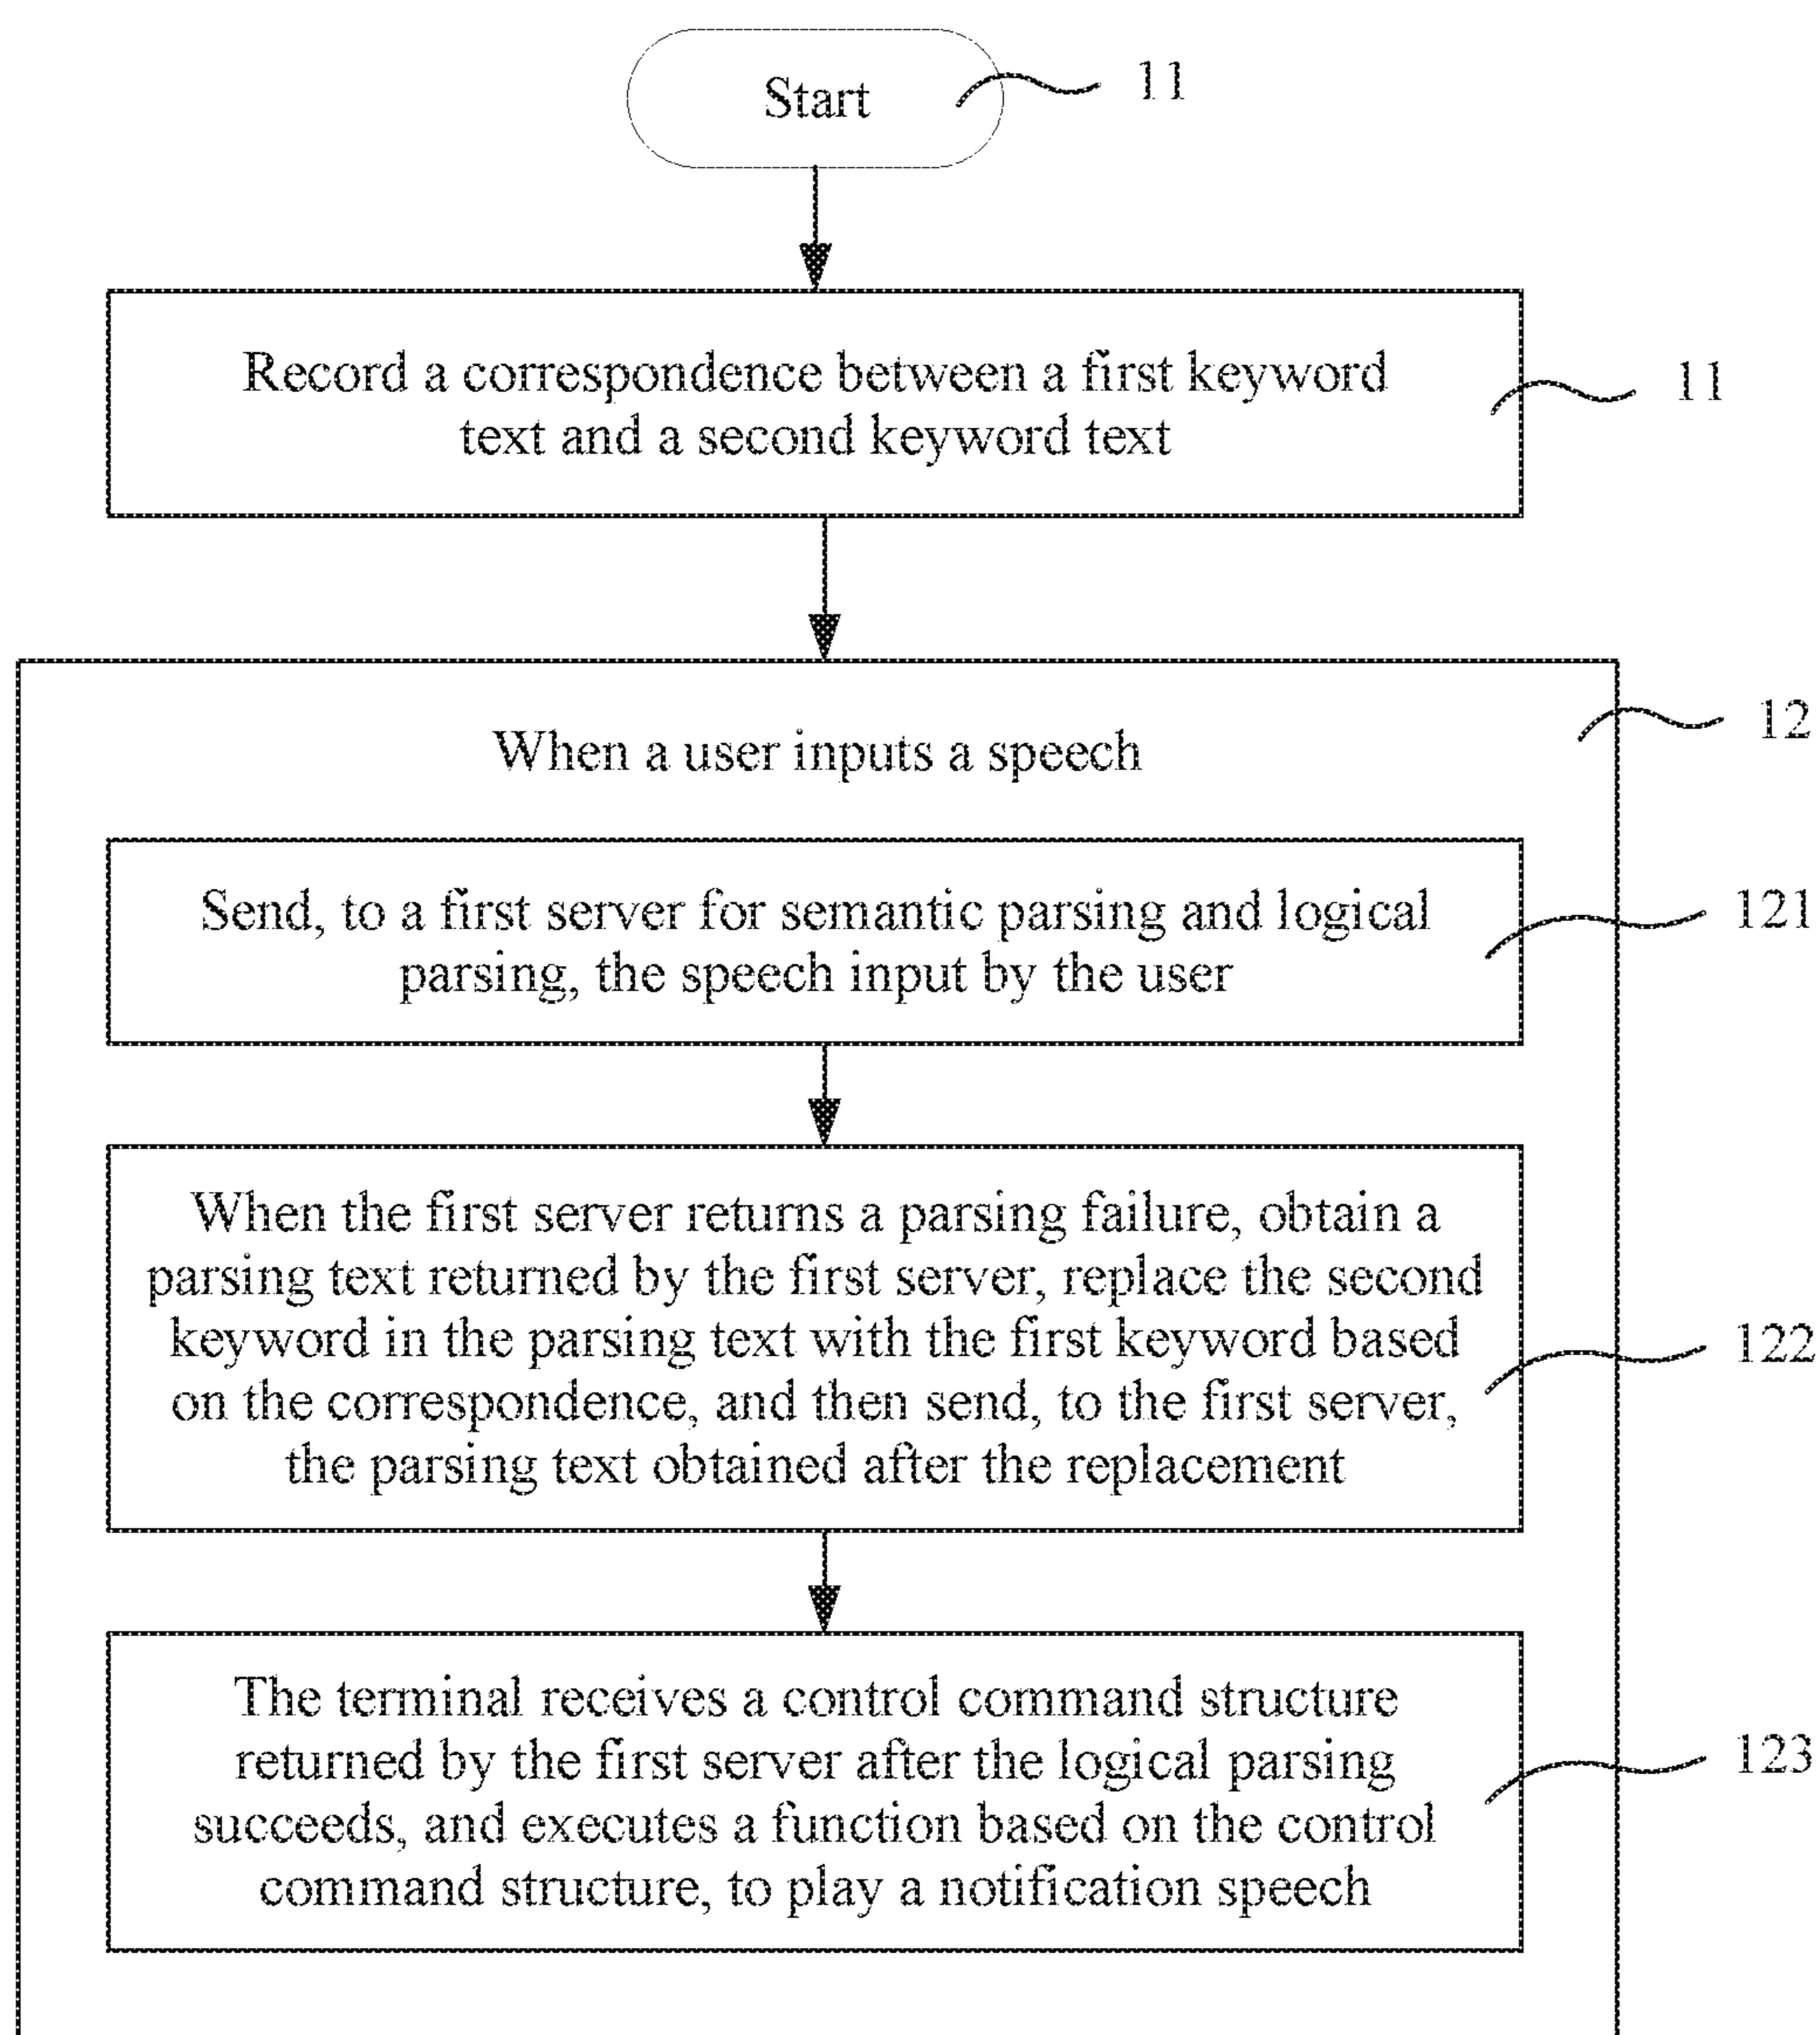 Start
11
Record a correspondence between a first keyword
text and a second keyword text
11
When a user inputs a speech
12
Send, to a first server for semantic parsing and logical
parsing, the speech input by the user
121
When the first server returns a parsing failure, obtain a
parsing text returned by the first server, replace the second
keyword in the parsing text with the first keyword based
on the correspondence, and then send, to the first server,
the parsing text obtained after the replacement
122
The terminal receives a control command structure
returned by the first server after the logical parsing
succeeds, and executes a function based on the control
command structure, to play a notification speech
123